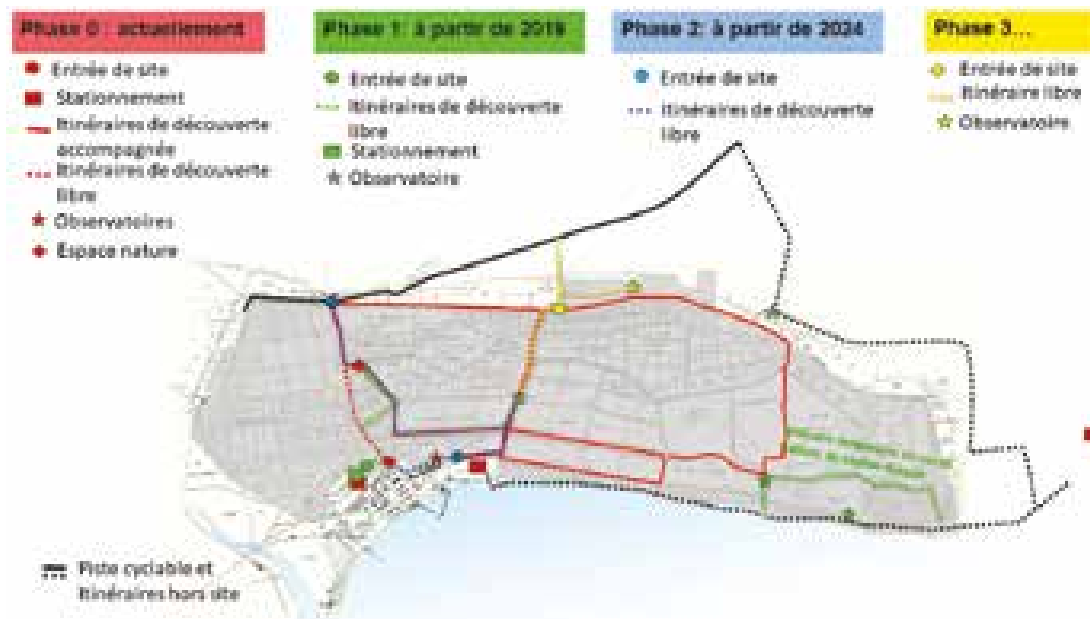 Phase 0 : actuellement
Entrée de site
Stationnement
Itinéraires de découverte
accompagnée
Itinéraires de découverte
libre
Observatoires
Espace nature
Phase 1: à partir de 2019
Entrée de site
Itinéraires de découverte
libre
Stationnement
Observatoire
Phase 2: à partir de 2024
Entrée de site
Itinéraires de découverte
libre
Phase 3...
Entrée de site
Itinéraire libre
Observatoire
Piste cyclable et
Itinéraires hors site